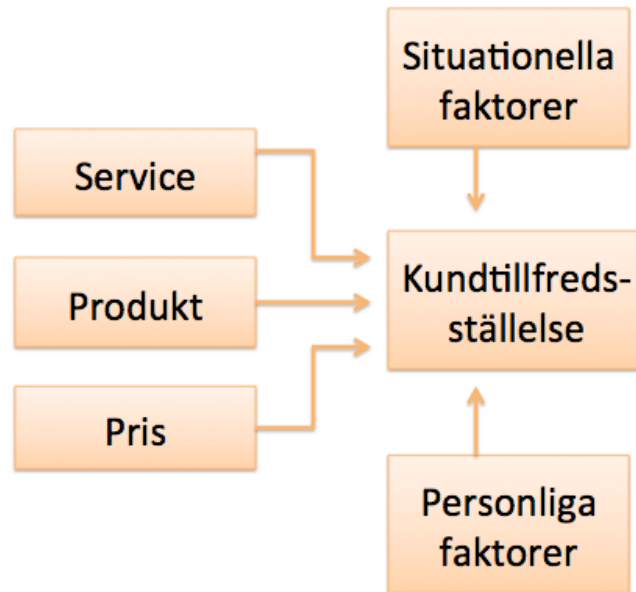 Situationella
faktorer
Service
Produkt
Kundtillfreds-
ställelse
Pris
Personliga
faktorer